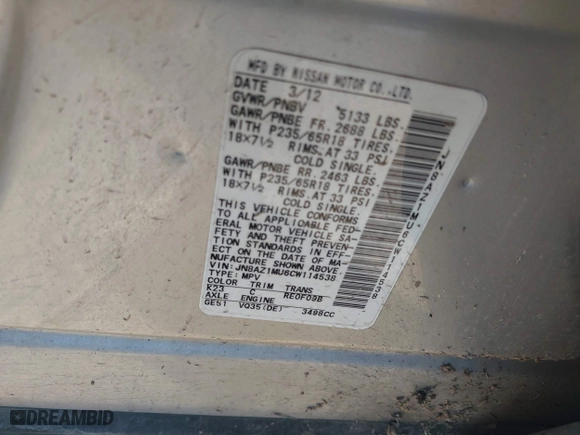 MFD BY NISSAN MOTOR CO.,LTD.
DATE 3/12
GVWR/PNBV 5133 LBS.
GAWR/PNBE FR. 2688 LBS
WITH P235/65R18 TIRES.
18x7½ RIMS.AT 33 PSI
COLD SINGLE.
GAWR/PNBE RR. 2463 LBS.
WITH P235/65R18 TIRES.
18x7½ RIMS.AT 33 PSI
COLD SINGLE.
THIS VEHICLE CONFORMS
TO ALL APPLICABLE FED-
ERAL MOTOR VEHICLE SA-
FETY AND THEFT PREVEN-
TION STANDARDS IN EFF-
ECT ON THE DATE OF MA-
NUFACTURE SHOWN ABOVE.
VIN:JN8AZ1MU6CW114538
TYPE: MPV
COLOR TRIM TRANS
K23 C RE0F09B
AXLE ENGINE
GE51 VQ35(DE) 3498CC
JN8AZ1MU6CW114538
DREAMBID